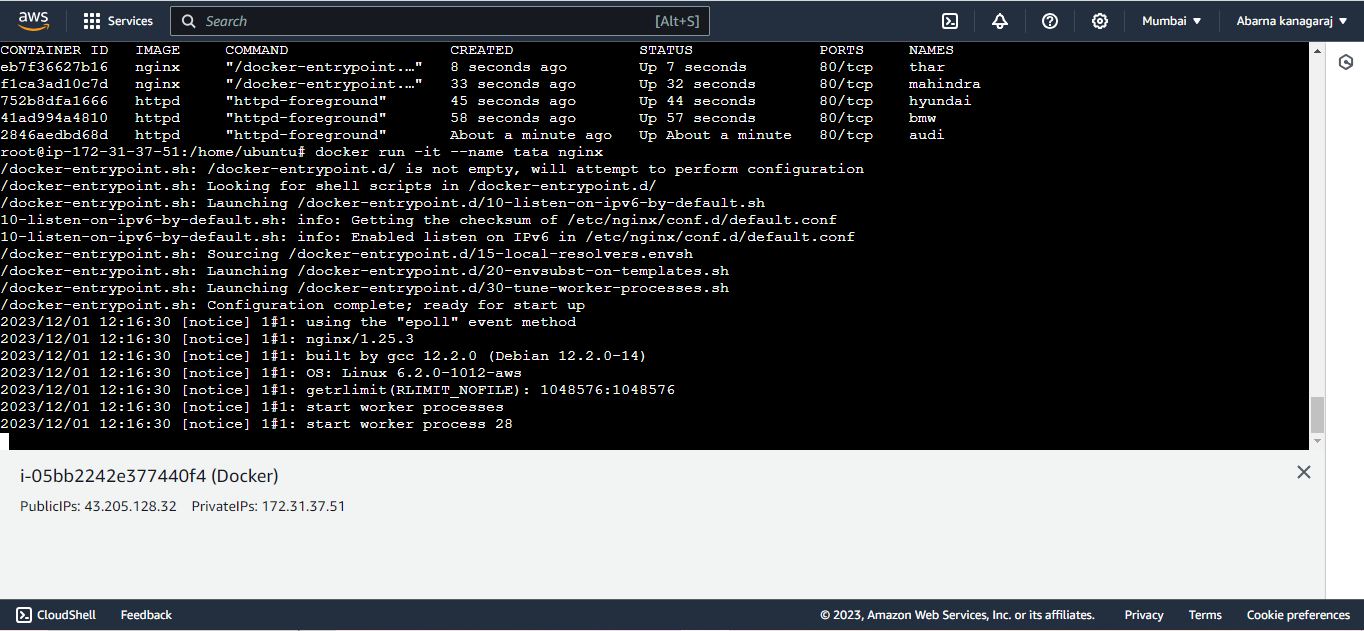 aws Services Search [Alt+S] Mumbai Abarna kanagaraj
CONTAINER ID IMAGE COMMAND CREATED STATUS PORTS NAMES
eb7f36627b16 nginx "/docker-entrypoint.…" 8 seconds ago Up 7 seconds 80/tcp thar
f1ca3ad10c7d nginx "/docker-entrypoint.…" 33 seconds ago Up 32 seconds 80/tcp mahindra
752b8dfa1666 httpd "httpd-foreground" 45 seconds ago Up 44 seconds 80/tcp hyundai
41ad994a4810 httpd "httpd-foreground" 58 seconds ago Up 57 seconds 80/tcp bmw
2846aedbd68d httpd "httpd-foreground" About a minute ago Up About a minute 80/tcp audi
root@ip-172-31-37-51:/home/ubuntu# docker run -it --name tata nginx
/docker-entrypoint.sh: /docker-entrypoint.d/ is not empty, will attempt to perform configuration
/docker-entrypoint.sh: Looking for shell scripts in /docker-entrypoint.d/
/docker-entrypoint.sh: Launching /docker-entrypoint.d/10-listen-on-ipv6-by-default.sh
10-listen-on-ipv6-by-default.sh: info: Getting the checksum of /etc/nginx/conf.d/default.conf
10-listen-on-ipv6-by-default.sh: info: Enabled listen on IPv6 in /etc/nginx/conf.d/default.conf
/docker-entrypoint.sh: Sourcing /docker-entrypoint.d/15-local-resolvers.envsh
/docker-entrypoint.sh: Launching /docker-entrypoint.d/20-envsubst-on-templates.sh
/docker-entrypoint.sh: Launching /docker-entrypoint.d/30-tune-worker-processes.sh
/docker-entrypoint.sh: Configuration complete; ready for start up
2023/12/01 12:16:30 [notice] 1#1: using the "epoll" event method
2023/12/01 12:16:30 [notice] 1#1: nginx/1.25.3
2023/12/01 12:16:30 [notice] 1#1: built by gcc 12.2.0 (Debian 12.2.0-14)
2023/12/01 12:16:30 [notice] 1#1: OS: Linux 6.2.0-1012-aws
2023/12/01 12:16:30 [notice] 1#1: getrlimit(RLIMIT_NOFILE): 1048576:1048576
2023/12/01 12:16:30 [notice] 1#1: start worker processes
2023/12/01 12:16:30 [notice] 1#1: start worker process 28
i-05bb2242e377440f4 (Docker)
PublicIPs: 43.205.128.32 PrivateIPs: 172.31.37.51
CloudShell Feedback © 2023, Amazon Web Services, Inc. or its affiliates. Privacy Terms Cookie preferences